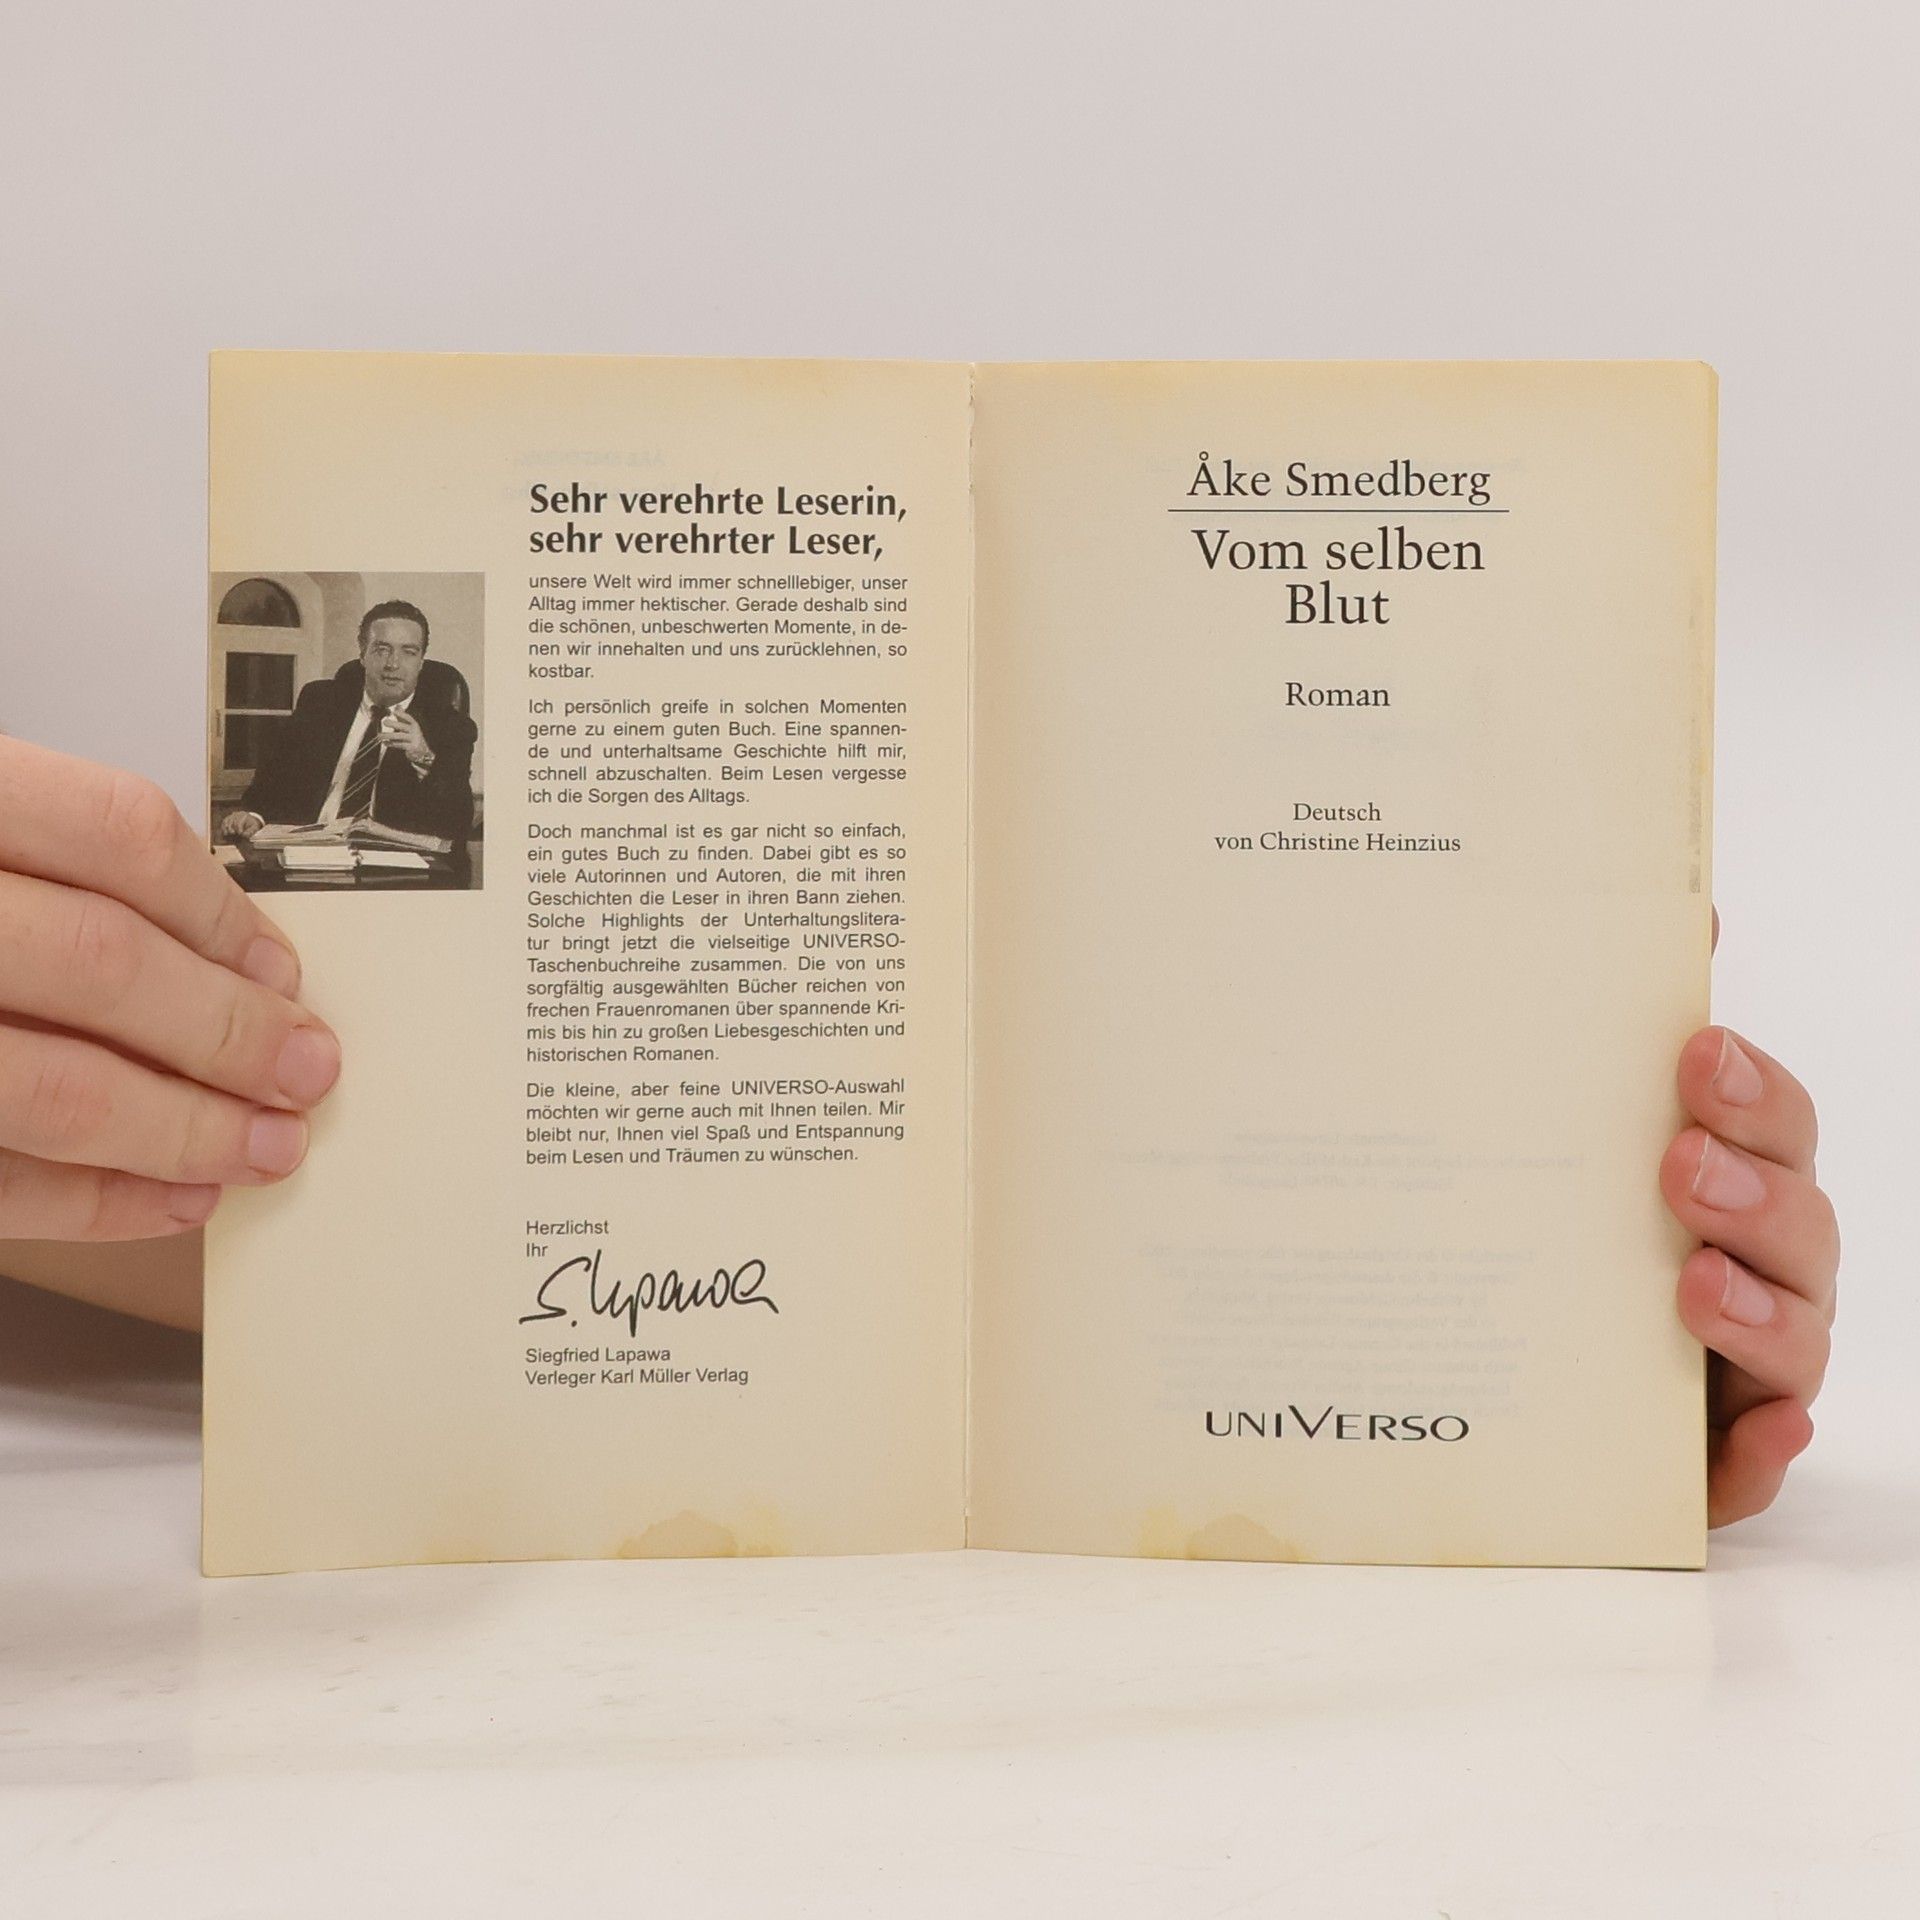 Sehr verehrte Leserin,
sehr verehrter Leser,
unsere Welt wird immer schnelllebiger, unser
Alltag immer hektischer. Gerade deshalb sind
die schönen, unbeschwerten Momente, in de-
nen wir innehalten und uns zurücklehnen, so
kostbar.
Ich persönlich greife in solchen Momenten
gerne zu einem guten Buch. Eine spannen-
de und unterhaltsame Geschichte hilft mir,
schnell abzuschalten. Beim Lesen vergesse
ich die Sorgen des Alltags.
Doch manchmal ist es gar nicht so einfach,
ein gutes Buch zu finden. Dabei gibt es so
viele Autorinnen und Autoren, die mit ihren
Geschichten die Leser in ihren Bann ziehen.
Solche Highlights der Unterhaltungslitera-
tur bringt jetzt die vielseitige UNIVERSO-
Taschenbuchreihe zusammen. Die von uns
sorgfältig ausgewählten Bücher reichen von
frechen Frauenromanen über spannende Kri-
mis bis hin zu großen Liebesgeschichten und
historischen Romanen.
Die kleine, aber feine UNIVERSO-Auswahl
möchten wir gerne auch mit Ihnen teilen. Mir
bleibt nur, Ihnen viel Spaß und Entspannung
beim Lesen und Träumen zu wünschen.
Herzlichst
Ihr
S. Lapawa
Siegfried Lapawa
Verleger Karl Müller Verlag
Åke Smedberg
Vom selben
Blut
Roman
Deutsch
von Christine Heinzius
UNIVERSO